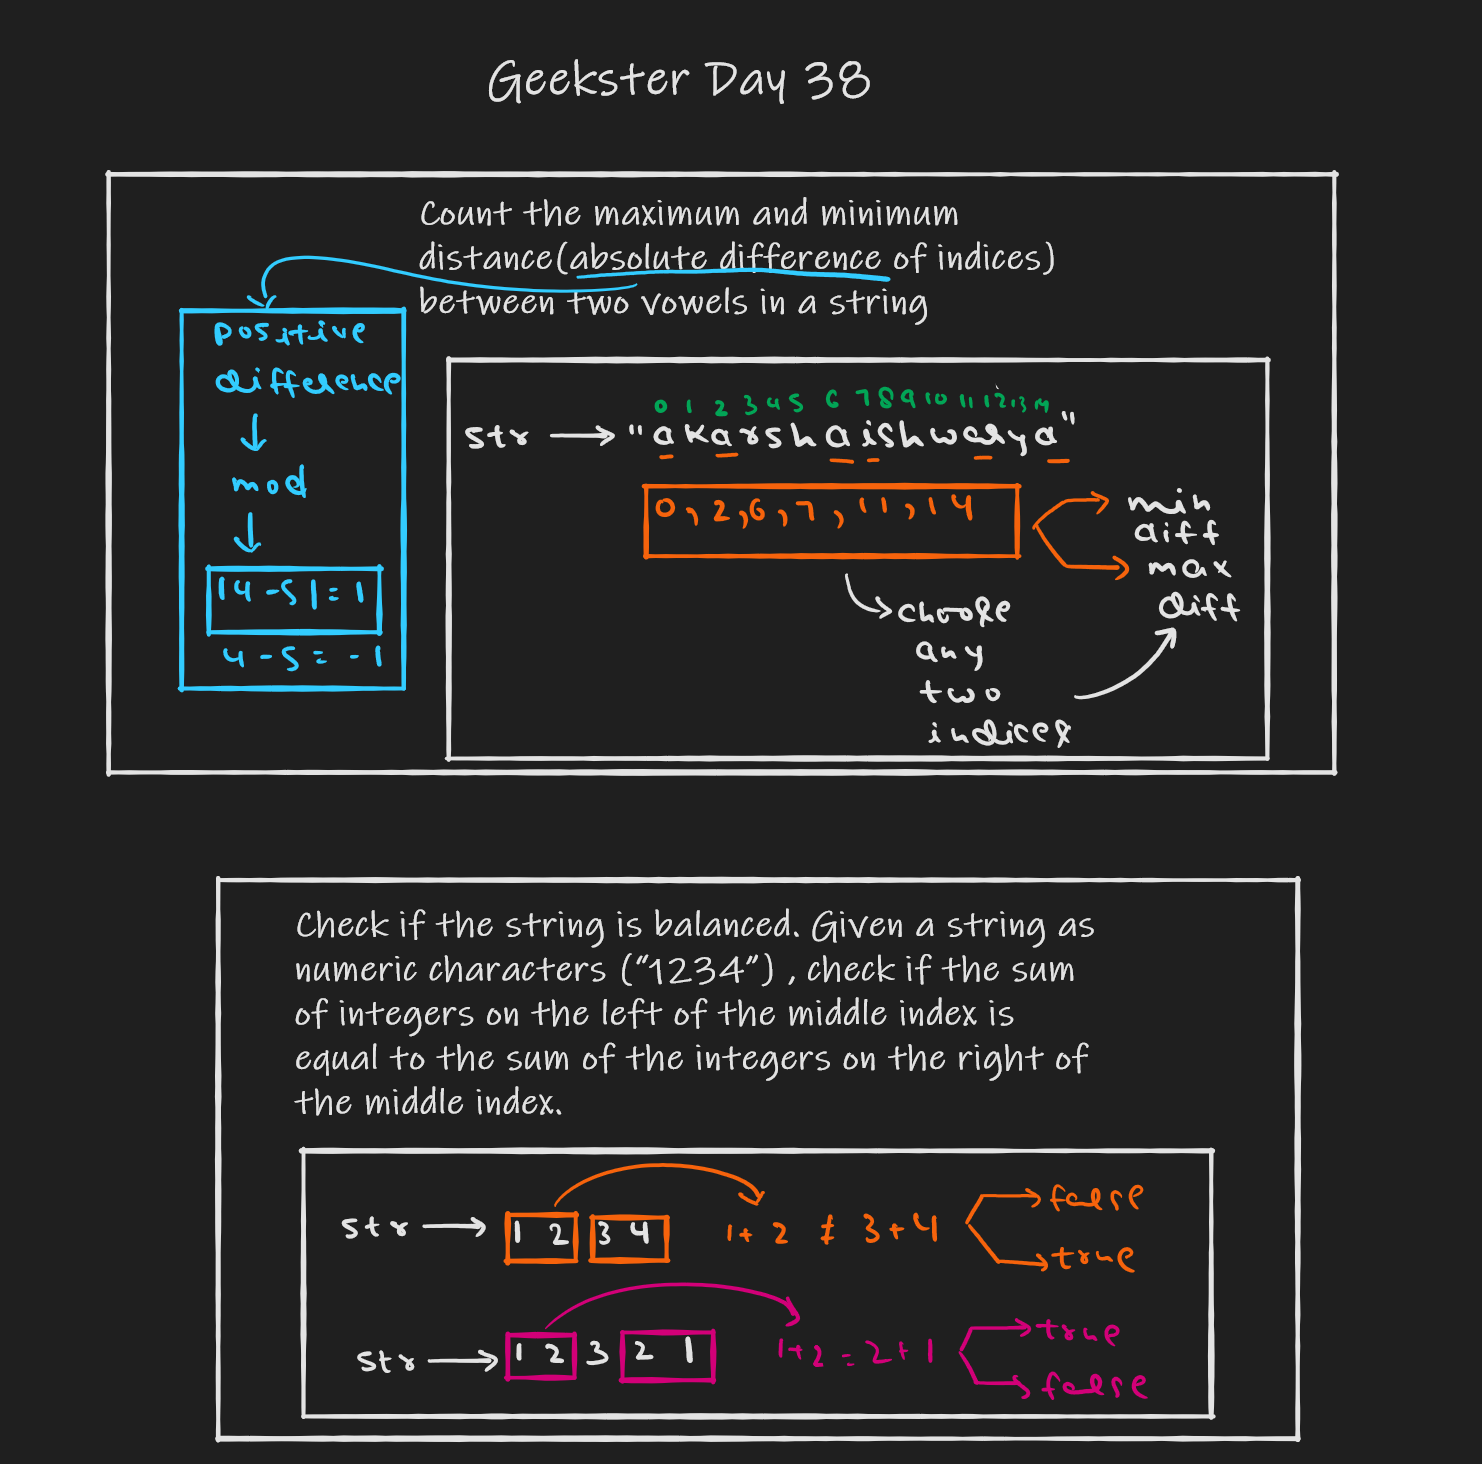 Geekster Day 38
Count the maximum and minimum
distance(absolute difference of indices)
between two vowels in a string
positive
difference
mod
|4-5|=1
4-5=-1
0 1 2 3 4 5 6 7 8 9 10 11 12 13 14
str → "akarshaishwarya"
0, 2, 6, 7, 11, 14
min
diff
max
diff
choose
any
two
indices
Check if the string is balanced. Given a string as
numeric characters ("1234") , check if the sum
of integers on the left of the middle index is
equal to the sum of the integers on the right of
the middle index.
str → 1 2 3 4 1+2 ≠ 3+4
false
true
str → 1 2 3 2 1 1+2 = 2+1
true
false